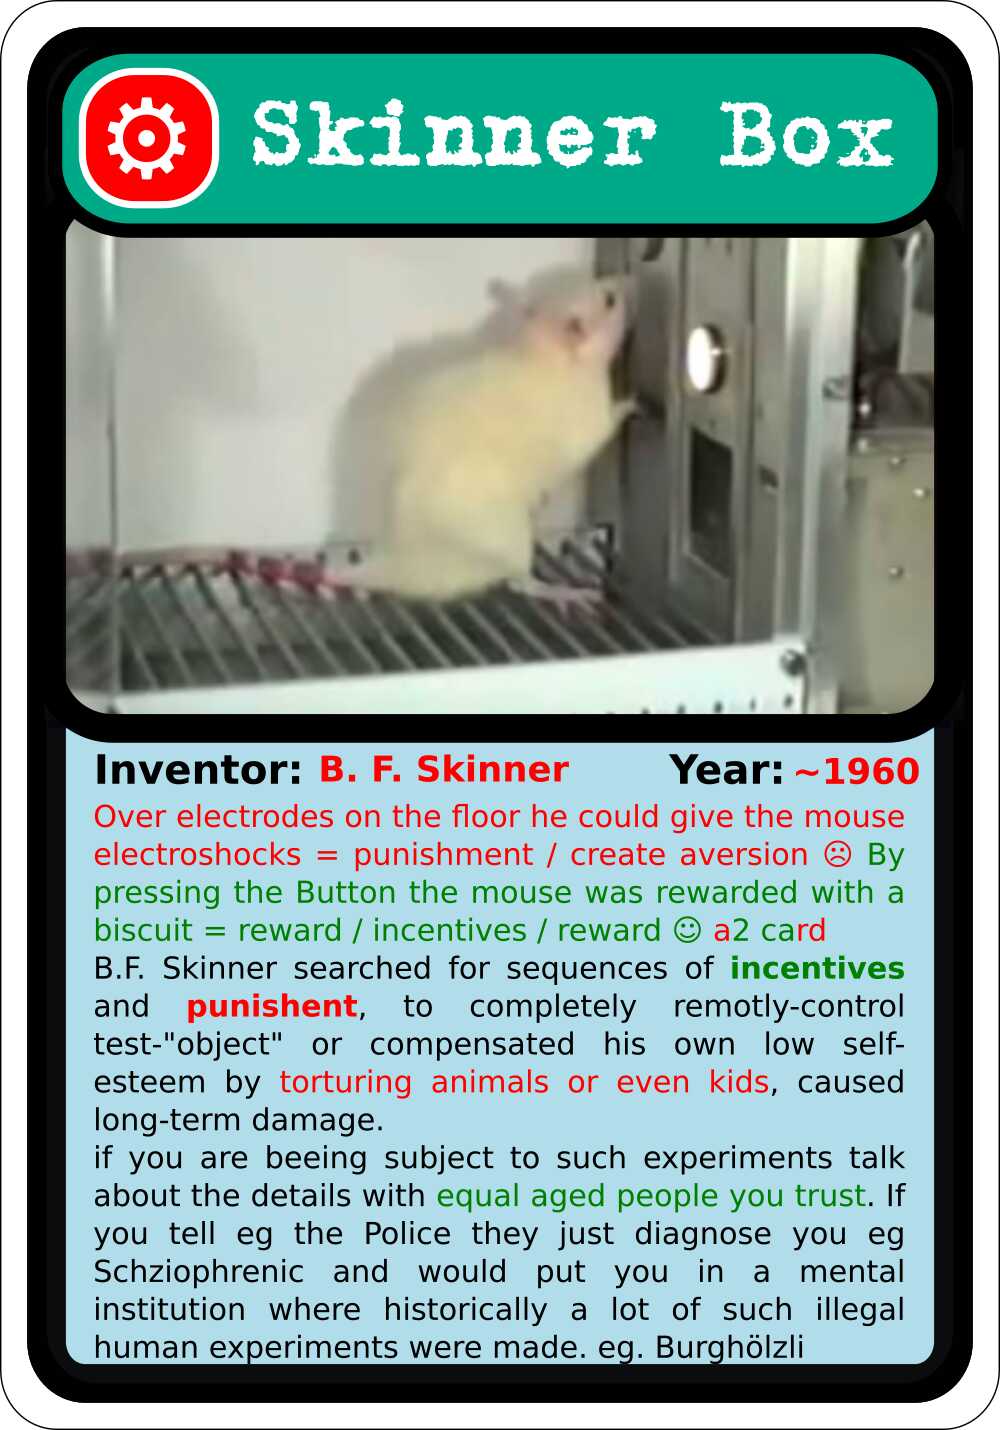 Skinner Box
Inventor: B. F. Skinner Year: ~1960
Over electrodes on the floor he could give the mouse
electroshocks = punishment / create aversion ☹ By
pressing the Button the mouse was rewarded with a
biscuit = reward / incentives / reward ☺ a2 card
B.F. Skinner searched for sequences of incentives
and punishent, to completely remotly-control
test-"object" or compensated his own low self-
esteem by torturing animals or even kids, caused
long-term damage.
if you are beeing subject to such experiments talk
about the details with equal aged people you trust. If
you tell eg the Police they just diagnose you eg
Schziophrenic and would put you in a mental
institution where historically a lot of such illegal
human experiments were made. eg. Burghölzli